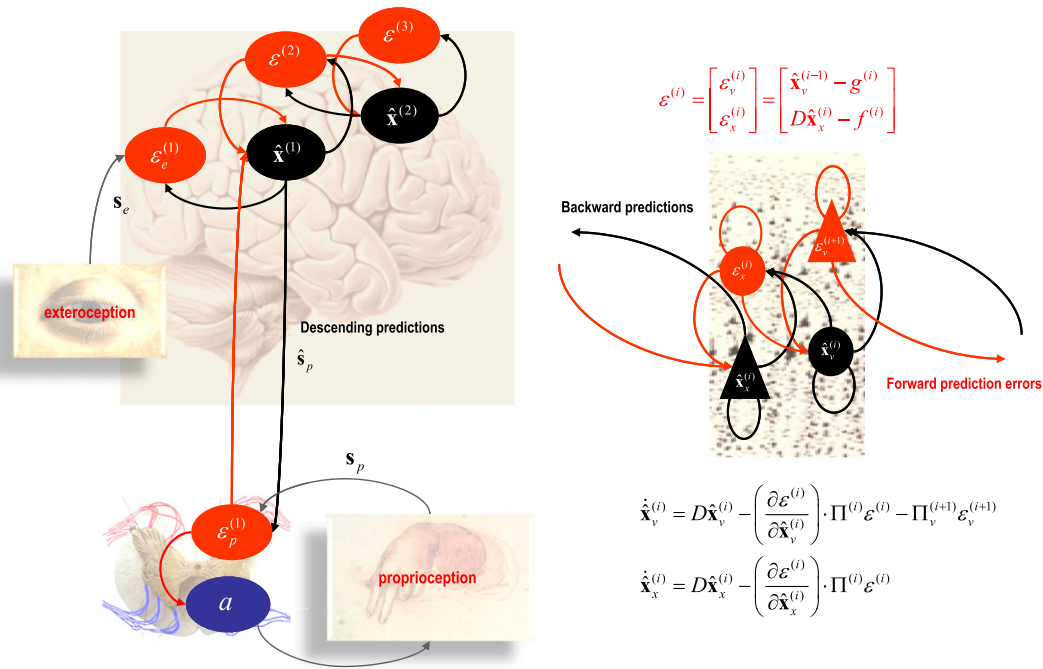 ε^(3)
ε^(2)
x̂^(2)
ε_e^(1)
x̂^(1)
s_e
exteroception
Descending predictions
ŝ_p
s_p
ε_p^(1)
proprioception
a
ε^(i) = [ε_v^(i); ε_x^(i)] = [x̂_v^(i-1) − g^(i); Dx̂_x^(i) − f^(i)]
Backward predictions
ε_v^(i+1)
ε_x^(i)
x̂_v^(i)
x̂_x^(i)
Forward prediction errors
x̂̇_v^(i) = Dx̂_v^(i) − (∂ε^(i)/∂x̂_v^(i)) · Π^(i)ε^(i) − Π_v^(i+1)ε_v^(i+1)
x̂̇_x^(i) = Dx̂_x^(i) − (∂ε^(i)/∂x̂_x^(i)) · Π^(i)ε^(i)